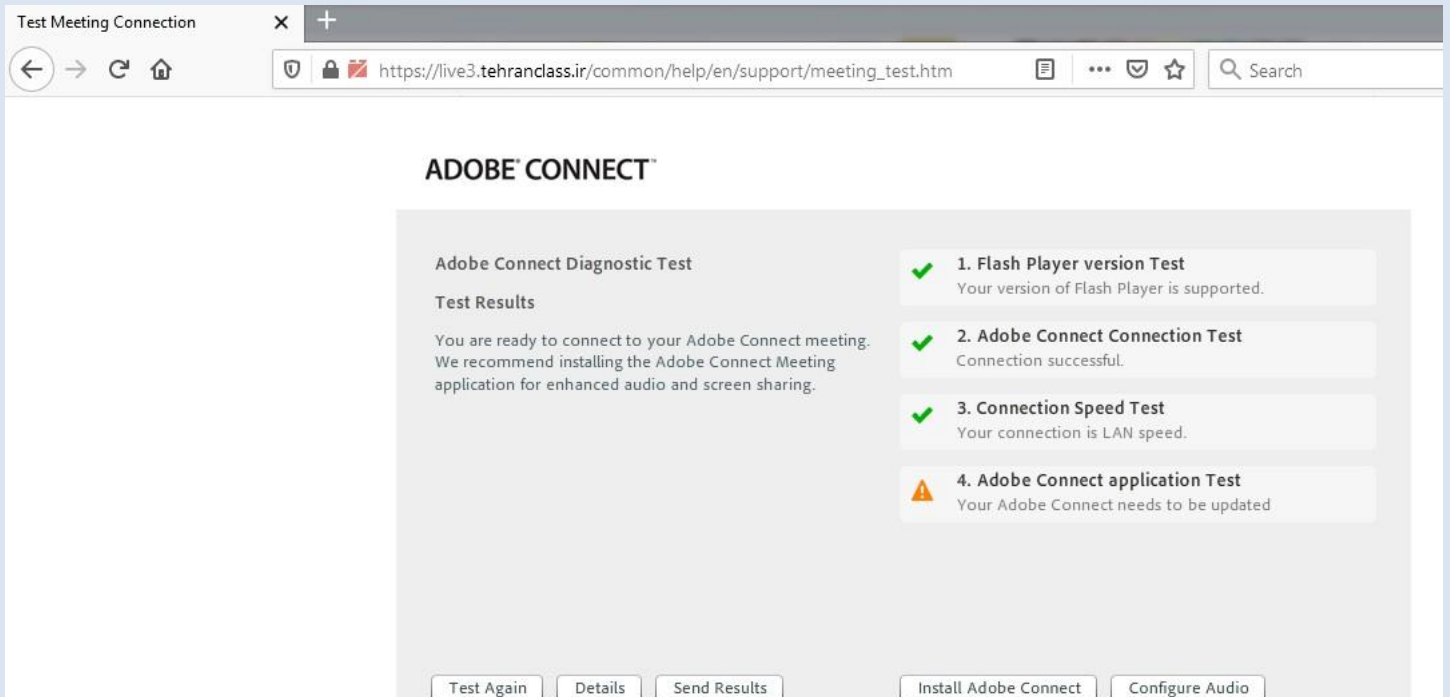 Test Meeting Connection
https://live3.tehranclass.ir/common/help/en/support/meeting_test.htm
Search
ADOBE® CONNECT™
Adobe Connect Diagnostic Test
Test Results
You are ready to connect to your Adobe Connect meeting.
We recommend installing the Adobe Connect Meeting
application for enhanced audio and screen sharing.
1. Flash Player version Test
Your version of Flash Player is supported.
2. Adobe Connect Connection Test
Connection successful.
3. Connection Speed Test
Your connection is LAN speed.
4. Adobe Connect application Test
Your Adobe Connect needs to be updated
Test Again
Details
Send Results
Install Adobe Connect
Configure Audio